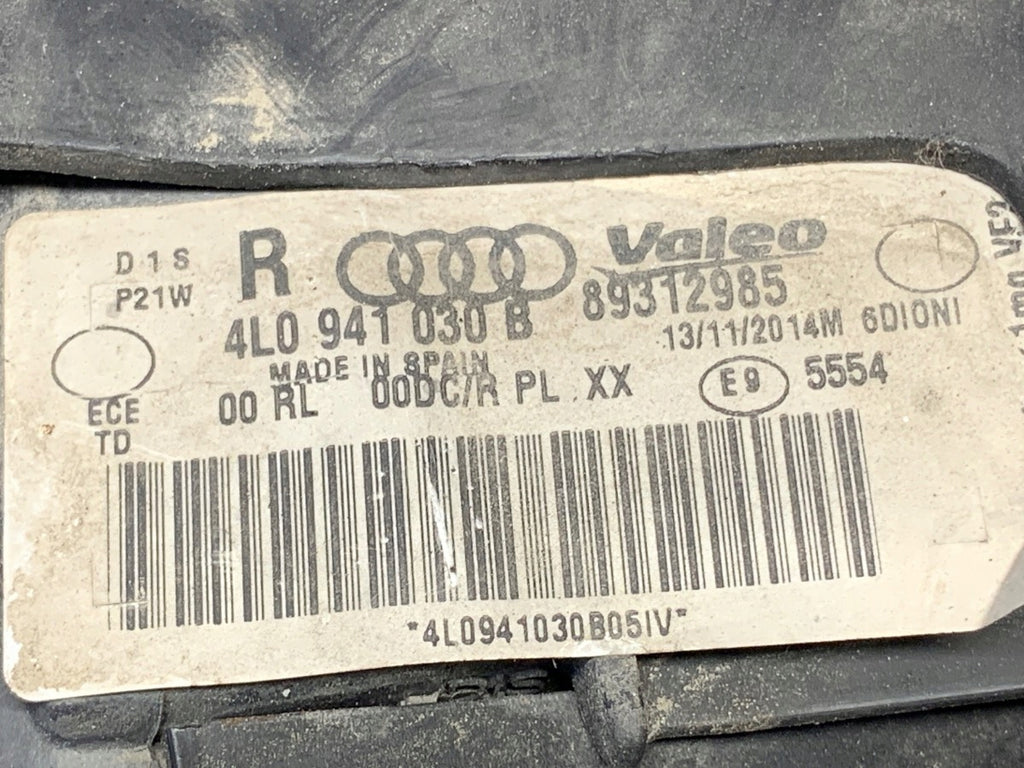 D1S R Valeo
P21W 89312985
4L0 941 030 B 13/11/2014M 6DIONI
MADE IN SPAIN
00 RL 00DC/R PL XX E9 5554
ECE
TD
*4L0941030B05IV*